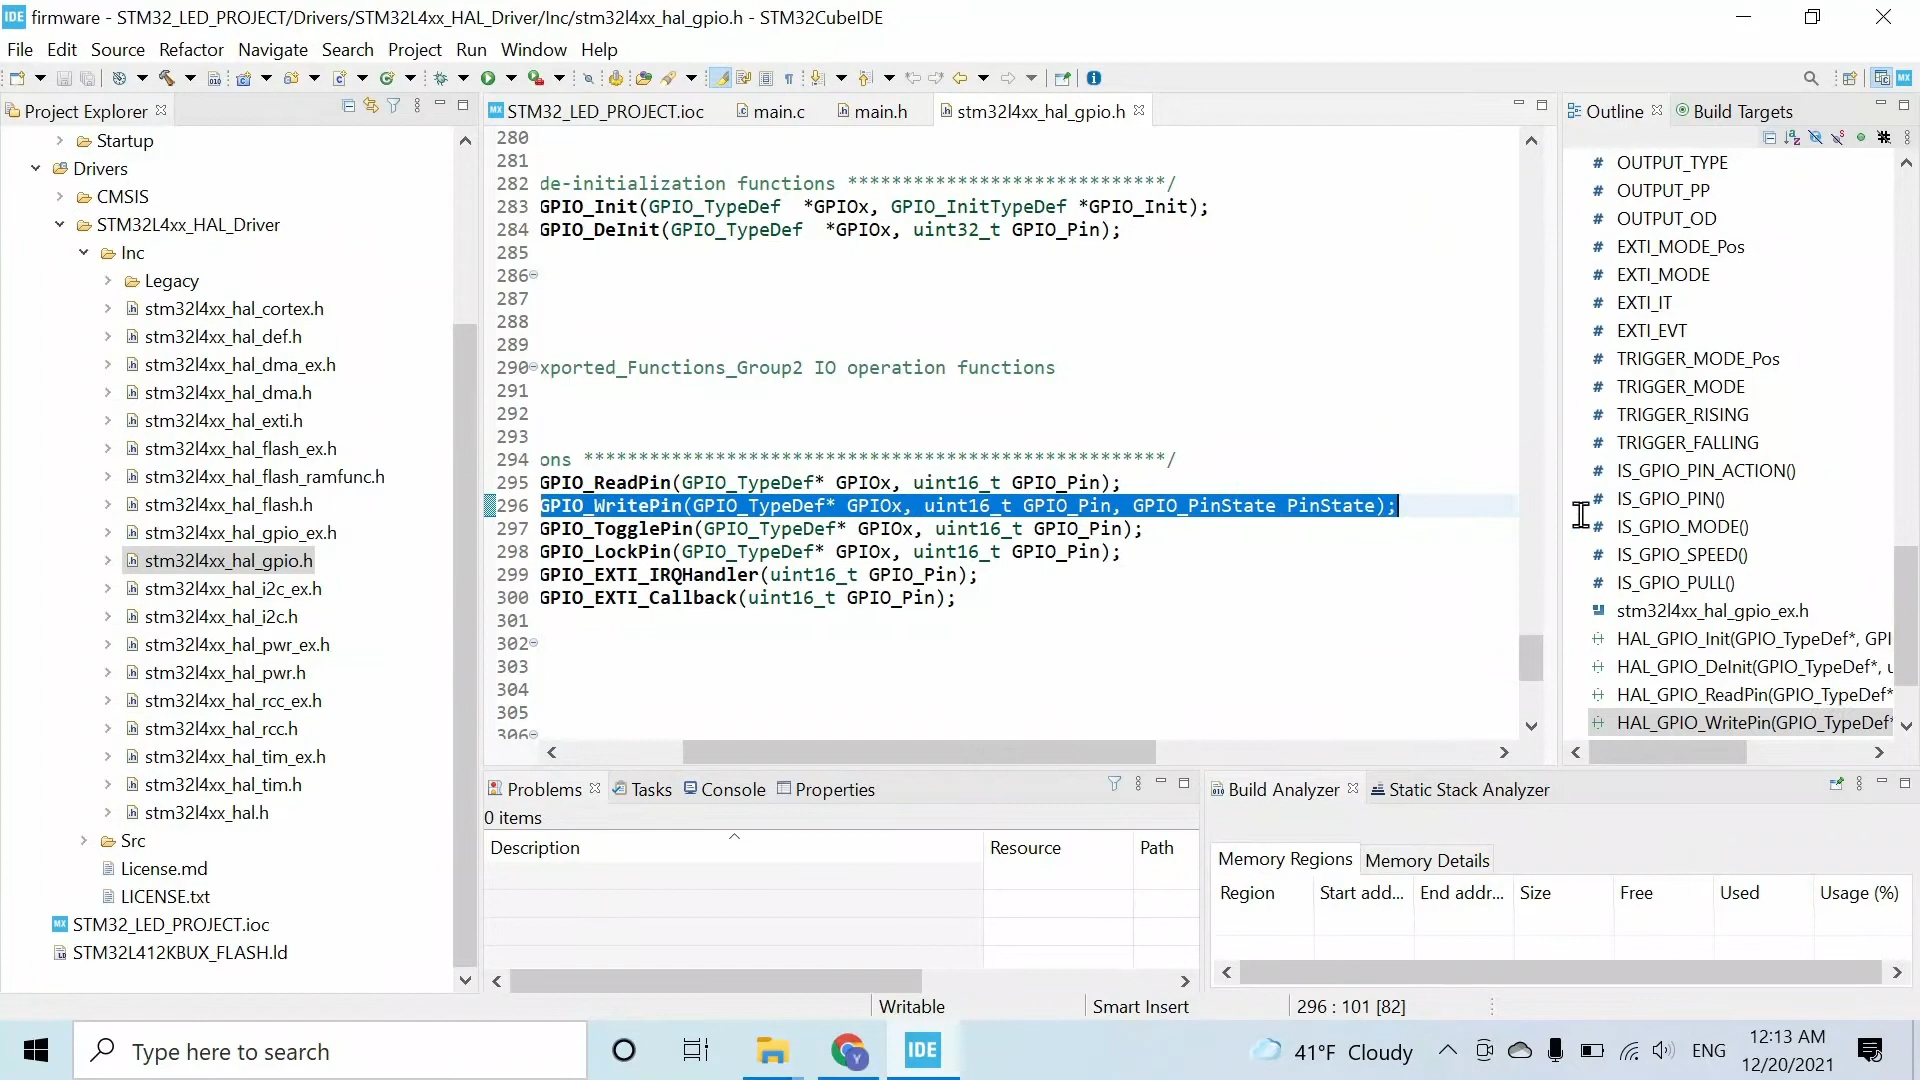 IDE firmware - STM32_LED_PROJECT/Drivers/STM32L4xx_HAL_Driver/Inc/stm32l4xx_hal_gpio.h - STM32CubeIDE
File Edit Source Refactor Navigate Search Project Run Window Help
Project Explorer
Startup
Drivers
CMSIS
STM32L4xx_HAL_Driver
Inc
Legacy
stm32l4xx_hal_cortex.h
stm32l4xx_hal_def.h
stm32l4xx_hal_dma_ex.h
stm32l4xx_hal_dma.h
stm32l4xx_hal_exti.h
stm32l4xx_hal_flash_ex.h
stm32l4xx_hal_flash_ramfunc.h
stm32l4xx_hal_flash.h
stm32l4xx_hal_gpio_ex.h
stm32l4xx_hal_gpio.h
stm32l4xx_hal_i2c_ex.h
stm32l4xx_hal_i2c.h
stm32l4xx_hal_pwr_ex.h
stm32l4xx_hal_pwr.h
stm32l4xx_hal_rcc_ex.h
stm32l4xx_hal_rcc.h
stm32l4xx_hal_tim_ex.h
stm32l4xx_hal_tim.h
stm32l4xx_hal.h
Src
License.md
LICENSE.txt
MX STM32_LED_PROJECT.ioc
STM32L412KBUX_FLASH.ld
MX STM32_LED_PROJECT.ioc main.c main.h stm32l4xx_hal_gpio.h
280
281
282 de-initialization functions *****************************/
283 GPIO_Init(GPIO_TypeDef  *GPIOx, GPIO_InitTypeDef *GPIO_Init);
284 GPIO_DeInit(GPIO_TypeDef  *GPIOx, uint32_t GPIO_Pin);
285
286
287
288
289
290 xported_Functions_Group2 IO operation functions
291
292
293
294 ons *****************************************************/
295 GPIO_ReadPin(GPIO_TypeDef* GPIOx, uint16_t GPIO_Pin);
296 GPIO_WritePin(GPIO_TypeDef* GPIOx, uint16_t GPIO_Pin, GPIO_PinState PinState);
297 GPIO_TogglePin(GPIO_TypeDef* GPIOx, uint16_t GPIO_Pin);
298 GPIO_LockPin(GPIO_TypeDef* GPIOx, uint16_t GPIO_Pin);
299 GPIO_EXTI_IRQHandler(uint16_t GPIO_Pin);
300 GPIO_EXTI_Callback(uint16_t GPIO_Pin);
301
302
303
304
305
306
Outline Build Targets
# OUTPUT_TYPE
# OUTPUT_PP
# OUTPUT_OD
# EXTI_MODE_Pos
# EXTI_MODE
# EXTI_IT
# EXTI_EVT
# TRIGGER_MODE_Pos
# TRIGGER_MODE
# TRIGGER_RISING
# TRIGGER_FALLING
# IS_GPIO_PIN_ACTION()
# IS_GPIO_PIN()
# IS_GPIO_MODE()
# IS_GPIO_SPEED()
# IS_GPIO_PULL()
stm32l4xx_hal_gpio_ex.h
HAL_GPIO_Init(GPIO_TypeDef*, GPI
HAL_GPIO_DeInit(GPIO_TypeDef*, u
HAL_GPIO_ReadPin(GPIO_TypeDef*
HAL_GPIO_WritePin(GPIO_TypeDef*
Problems Tasks Console Properties
0 items
Description Resource Path
Build Analyzer Static Stack Analyzer
Memory Regions Memory Details
Region Start add... End addr... Size Free Used Usage (%)
Writable Smart Insert 296 : 101 [82]
Type here to search
IDE
41°F Cloudy
ENG
12:13 AM
12/20/2021